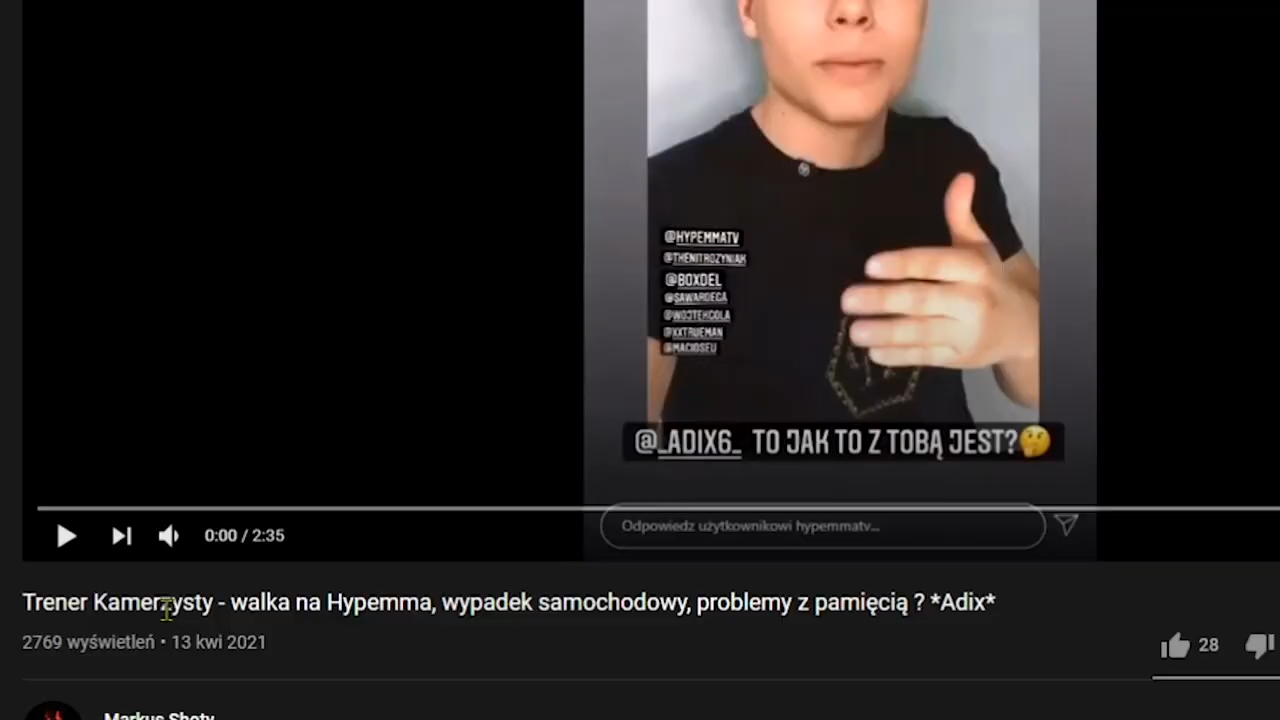 @HYPEMMATV
@THENITROZYNIAK
@BOXDEL
@SAWARDEGA
@WOJTEKGOLA
@XXTRUEMAN
@MACIOSEU
@_ADIX6_ TO JAK TO Z TOBĄ JEST?🤔
Odpowiedz użytkownikowi hypemmatv...
0:00 / 2:35
Trener Kamerzysty - walka na Hypemma, wypadek samochodowy, problemy z pamięcią ? *Adix*
2769 wyświetleń • 13 kwi 2021
28
Markus Shoty